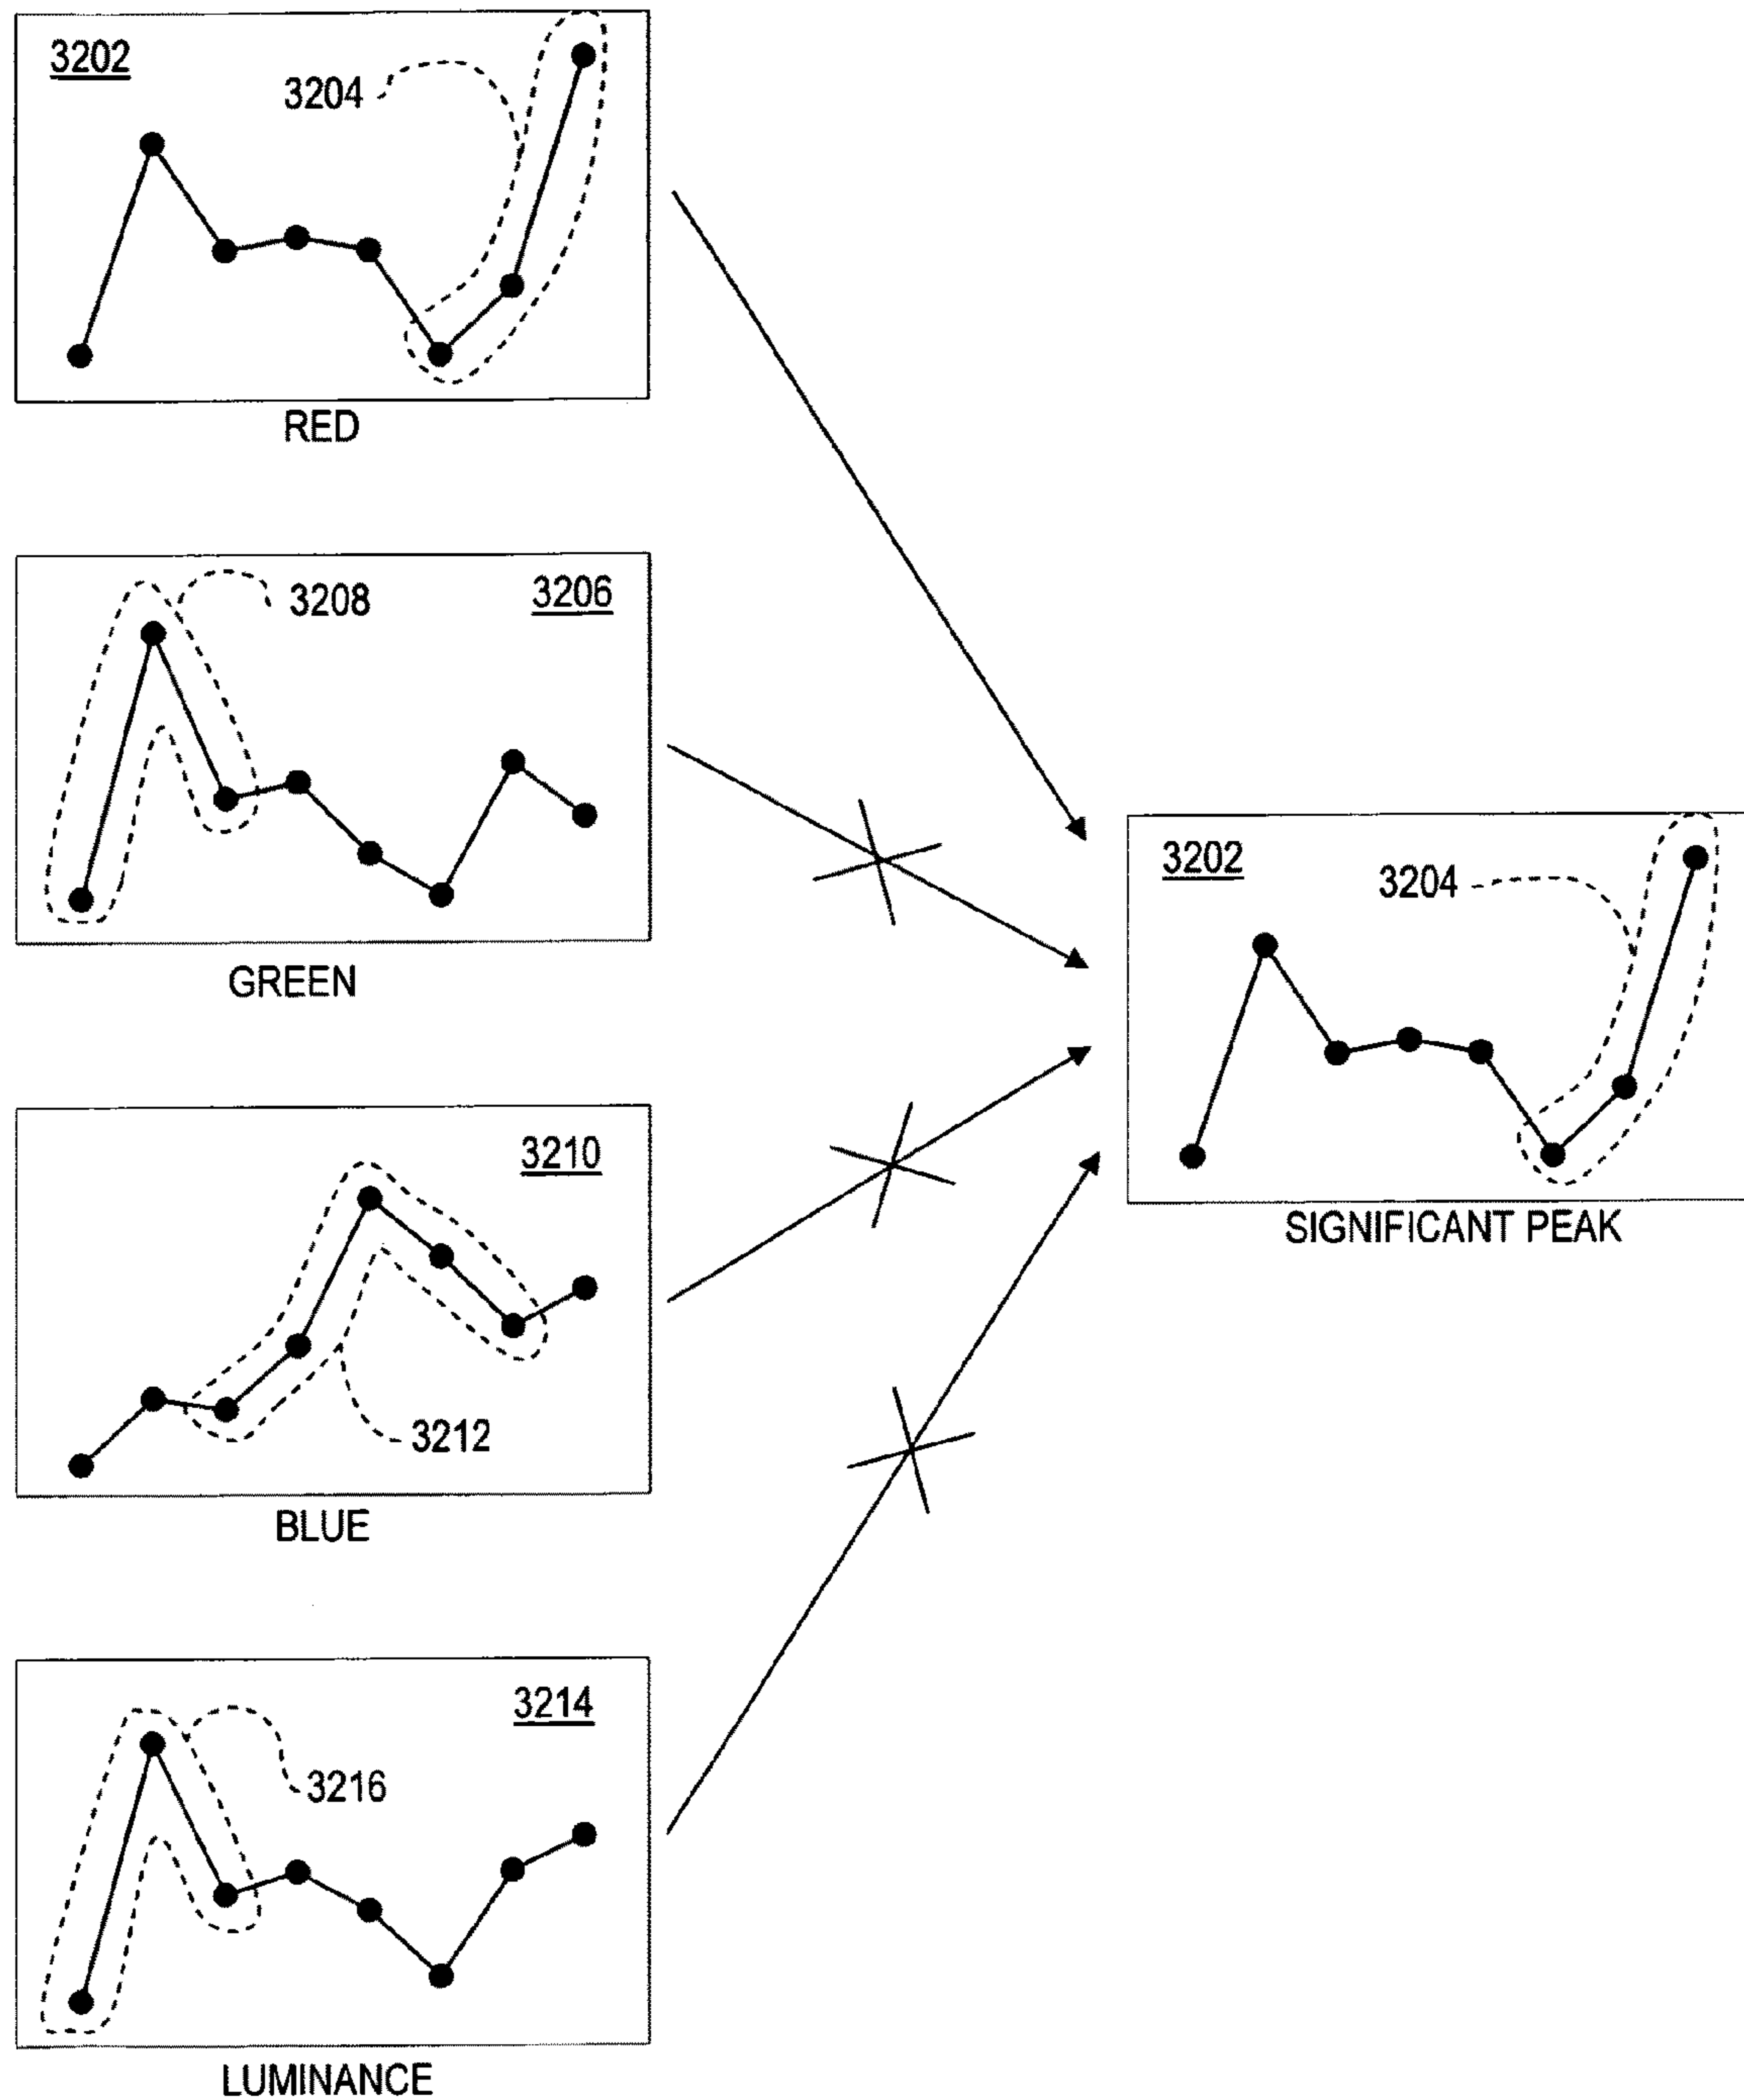 3202
3204
RED
3208
3206
GREEN
3210
3212
BLUE
3214
3216
LUMINANCE
3202
3204
SIGNIFICANT PEAK